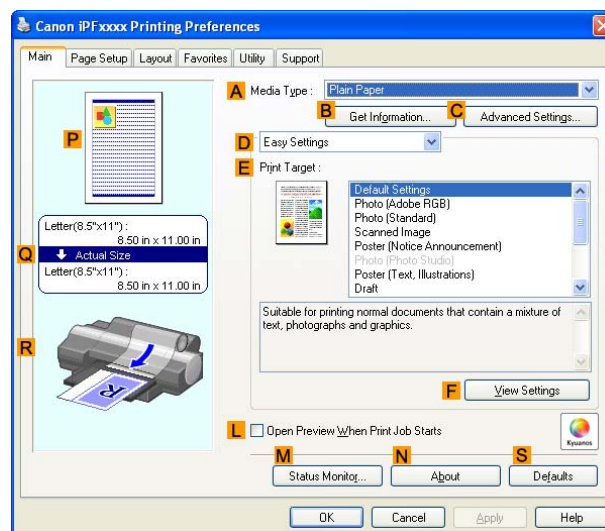 Canon iPFxxxx Printing Preferences
Main Page Setup Layout Favorites Utility Support
P
A Media Type : Plain Paper
B Get Information... C Advanced Settings...
D Easy Settings
E Print Target :
Default Settings
Photo (Adobe RGB)
Photo (Standard)
Scanned Image
Poster (Notice Announcement)
Photo (Photo Studio)
Poster (Text, Illustrations)
Draft
Q
Letter(8.5"x11") :
8.50 in x 11.00 in
Actual Size
Letter(8.5"x11") :
8.50 in x 11.00 in
R
R
Suitable for printing normal documents that contain a mixture of
text, photographs and graphics.
F View Settings
L Open Preview When Print Job Starts
Kyuanos
M Status Monitor... N About S Defaults
OK Cancel Apply Help